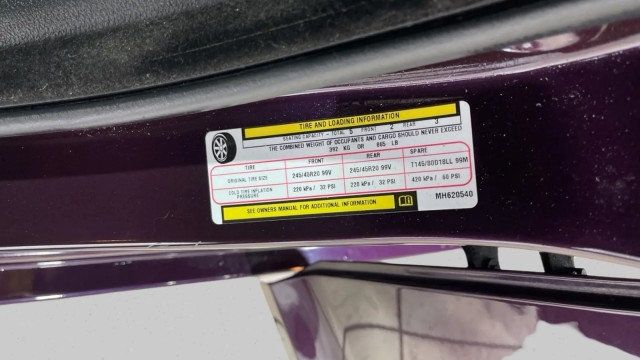 TIRE AND LOADING INFORMATION
SEATING CAPACITY - TOTAL 5 FRONT 2 REAR 3
THE COMBINED WEIGHT OF OCCUPANTS AND CARGO SHOULD NEVER EXCEED
392 KG OR 865 LB
TIRE FRONT REAR SPARE
ORIGINAL TIRE SIZE 245/45R20 99V 245/45R20 99V T145/80D18LL 99M
COLD TIRE INFLATION PRESSURE 220 kPa / 32 PSI 220 kPa / 32 PSI 420 kPa / 60 PSI
SEE OWNERS MANUAL FOR ADDITIONAL INFORMATION
MH620540